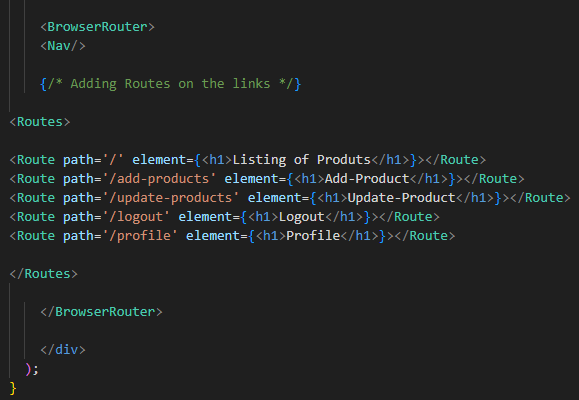 <BrowserRouter>
<Nav/>
{/* Adding Routes on the links */}
<Routes>
<Route path='/' element={<h1>Listing of Produts</h1>}></Route>
<Route path='/add-products' element={<h1>Add-Product</h1>}></Route>
<Route path='/update-products' element={<h1>Update-Product</h1>}></Route>
<Route path='/logout' element={<h1>Logout</h1>}></Route>
<Route path='/profile' element={<h1>Profile</h1>}></Route>
</Routes>
</BrowserRouter>
</div>
);
}